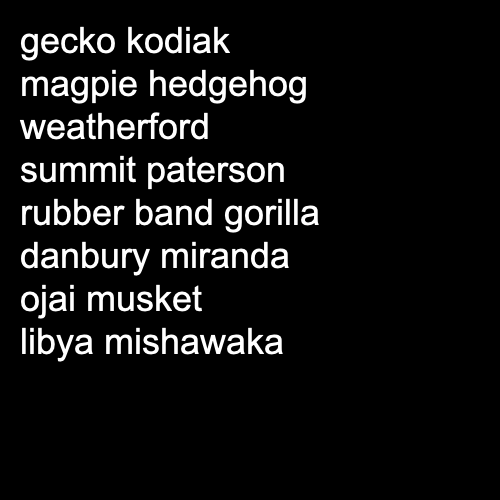 gecko kodiak
magpie hedgehog
weatherford
summit paterson
rubber band gorilla
danbury miranda
ojai musket
libya mishawaka